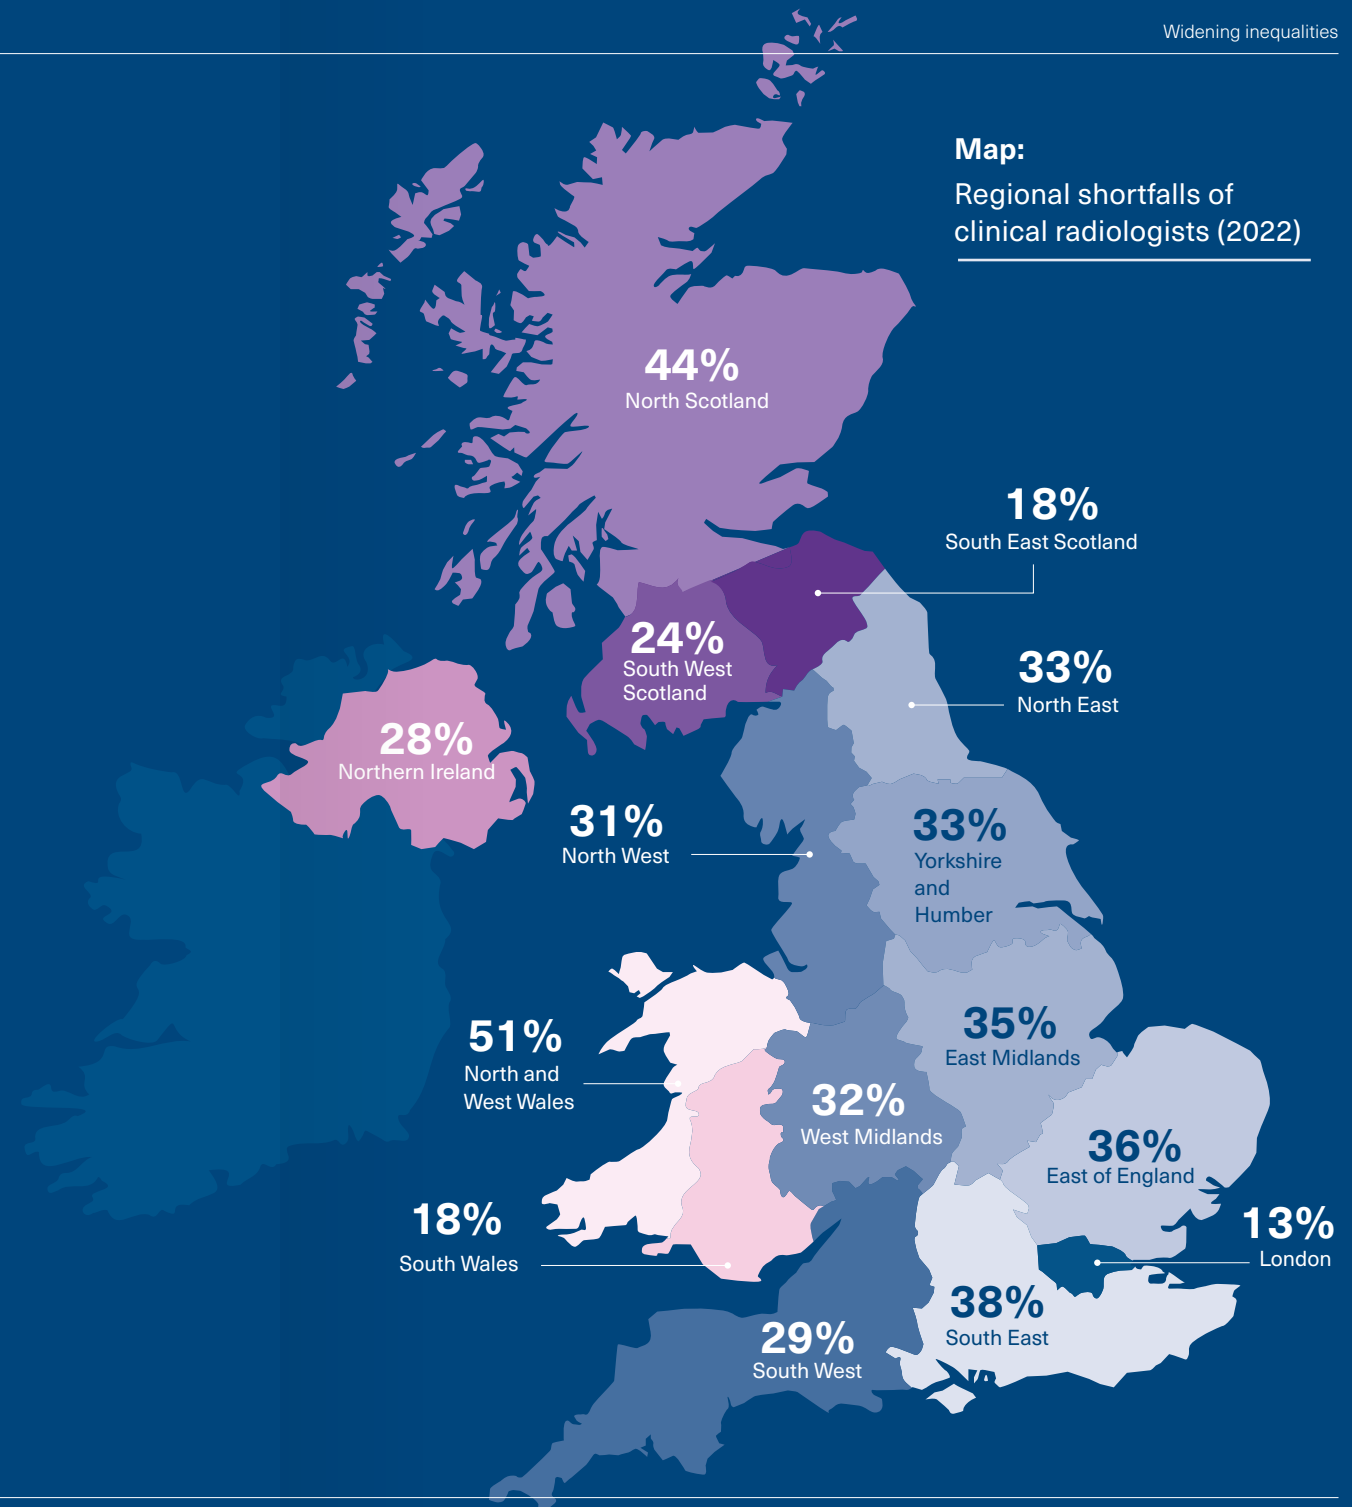 Widening inequalities
Map:
Regional shortfalls of
clinical radiologists (2022)
44%
North Scotland
18%
South East Scotland
24%
South West
Scotland
33%
North East
28%
Northern Ireland
31%
North West
33%
Yorkshire
and
Humber
51%
North and
West Wales
35%
East Midlands
32%
West Midlands
36%
East of England
18%
South Wales
13%
London
38%
South East
29%
South West